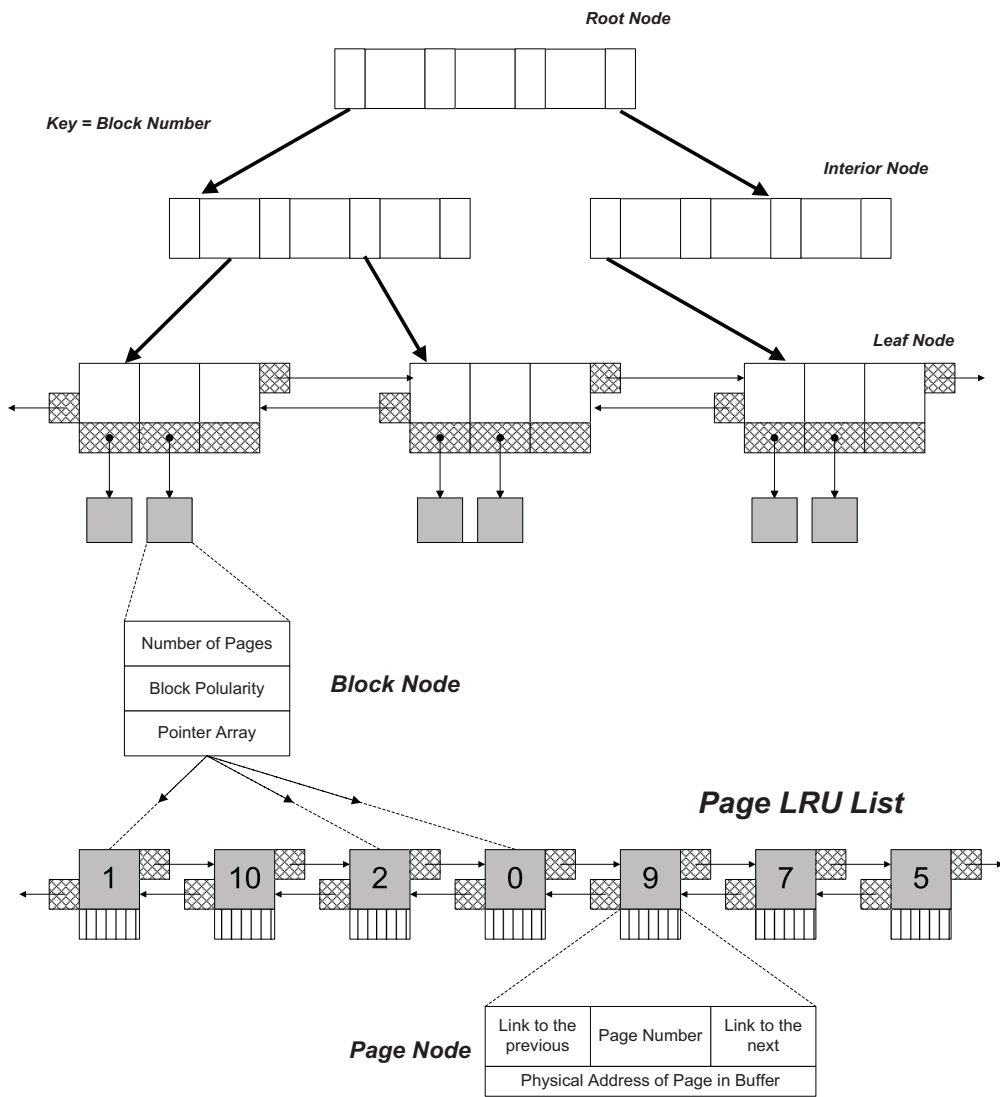 Root Node
Key = Block Number
Interior Node
Leaf Node
Number of Pages
Block Polularity
Pointer Array
Block Node
Page LRU List
1
10
2
0
9
7
5
Link to the
previous
Page Number
Link to the
next
Page Node
Physical Address of Page in Buffer